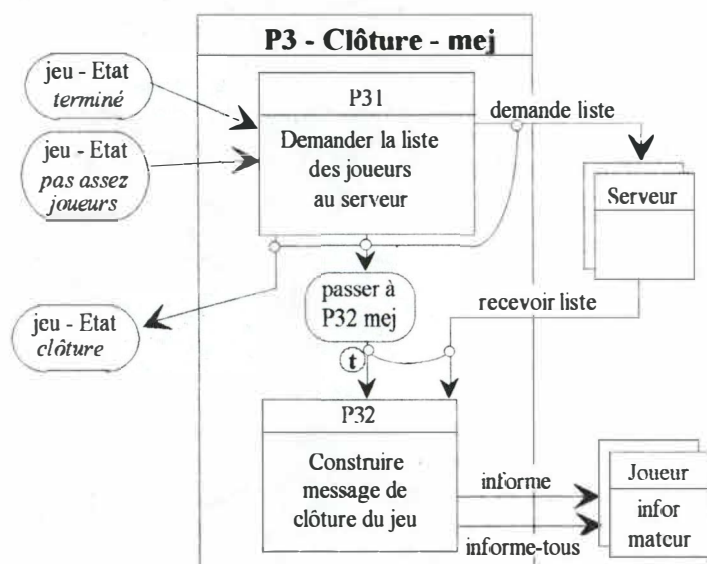 P3 - Clôture - mej
jeu - Etat
terminé
P31
demande liste
jeu - Etat
pas assez
joueurs
Demander la liste
des joueurs
au serveur
Serveur
passer à
P32 mej
recevoir liste
jeu - Etat
clôture
t
P32
Construire
message de
clôture du jeu
informe
informe-tous
Joueur
infor
mateur